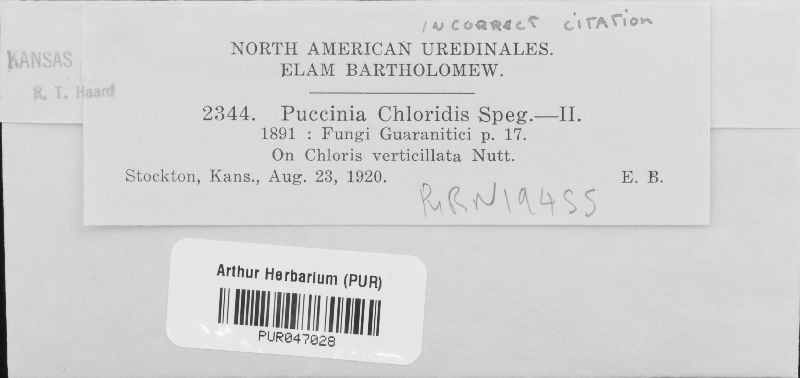 INCORRECT CITATION
NORTH AMERICAN UREDINALES.
ELAM BARTHOLOMEW.
KANSAS
R. T. Haard
2344. Puccinia Chloridis Speg.—II.
1891 : Fungi Guaranitici p. 17.
On Chloris verticillata Nutt.
Stockton, Kans., Aug. 23, 1920. E. B.
PURN19455
Arthur Herbarium (PUR)
PUR047028